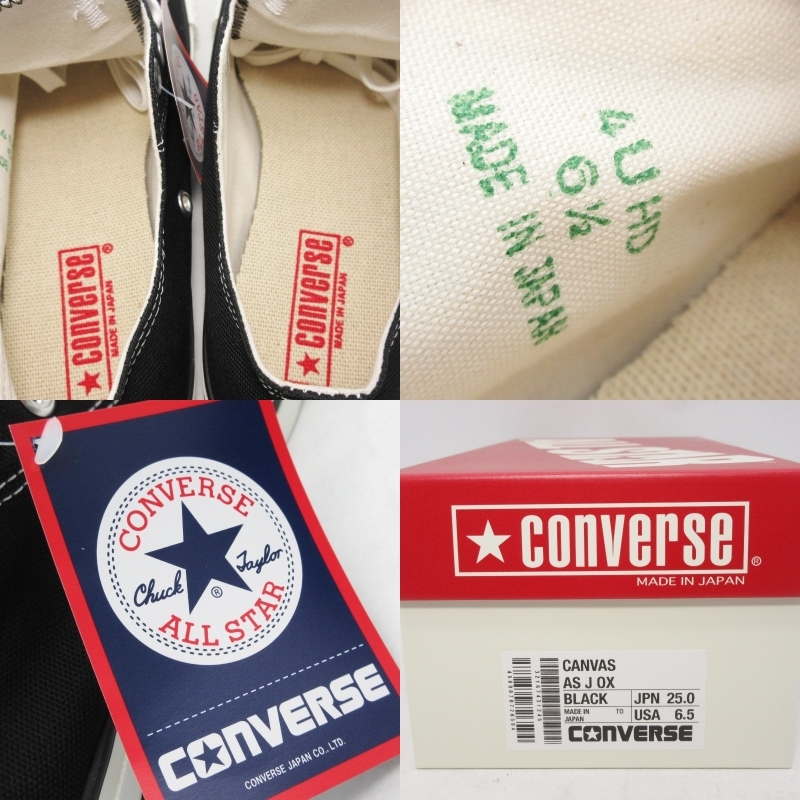 converse®
MADE IN JAPAN
converse®
MADE IN JAPAN
4UHD
6½
MADE IN JAPAN
CONVERSE
Chuck Taylor
®
ALL STAR
CONVERSE
CONVERSE JAPAN CO., LTD.
converse®
MADE IN JAPAN
CANVAS
AS J OX
BLACK JPN 25.0
MADE IN JAPAN TO USA 6.5
CONVERSE